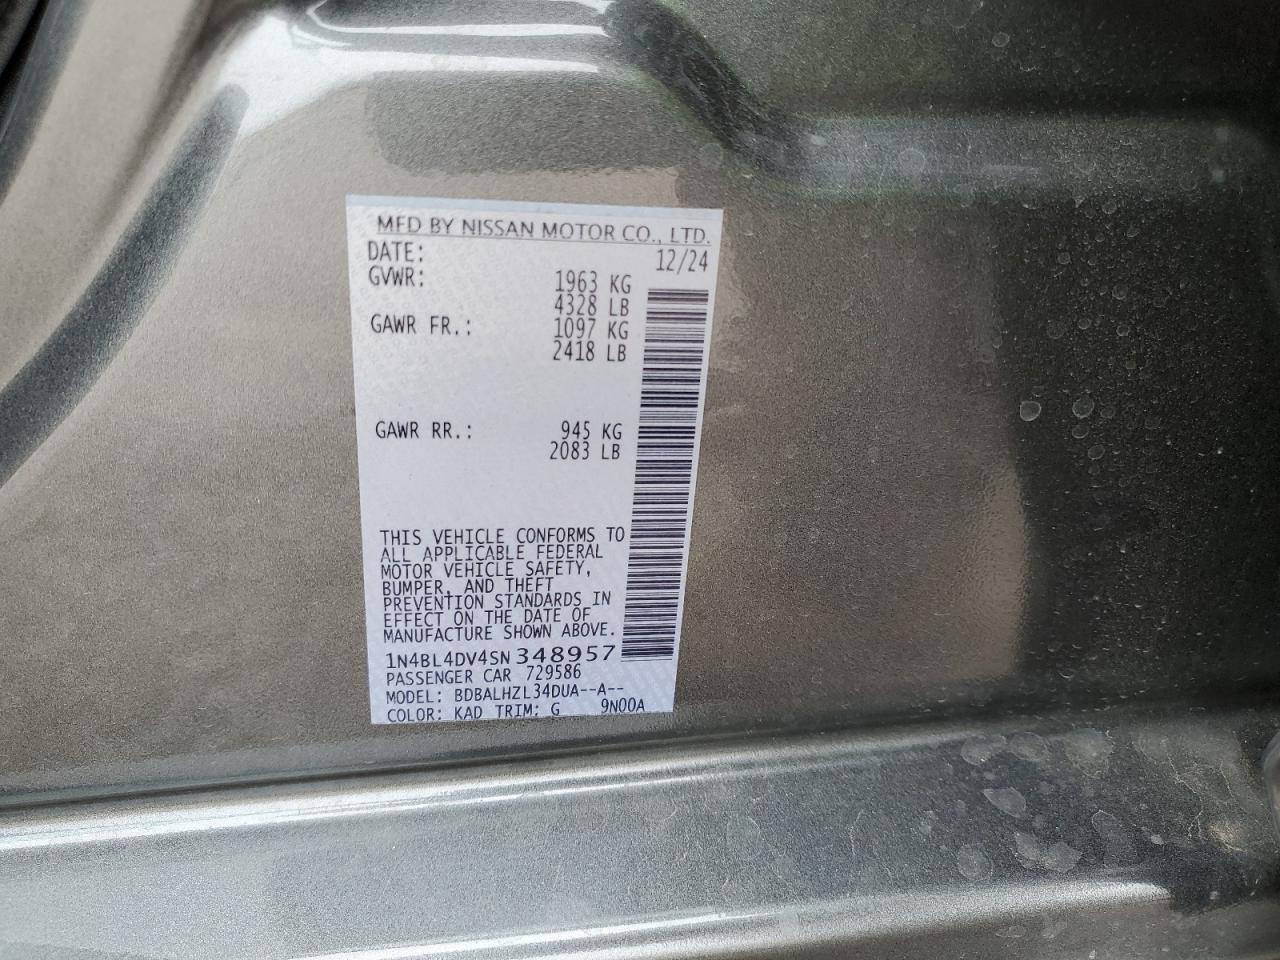 MFD BY NISSAN MOTOR CO., LTD.
DATE: 12/24
GVWR: 1963 KG
4328 LB
GAWR FR.: 1097 KG
2418 LB
GAWR RR.: 945 KG
2083 LB
THIS VEHICLE CONFORMS TO
ALL APPLICABLE FEDERAL
MOTOR VEHICLE SAFETY,
BUMPER, AND THEFT
PREVENTION STANDARDS IN
EFFECT ON THE DATE OF
MANUFACTURE SHOWN ABOVE.
1N4BL4DV4SN348957
PASSENGER CAR 729586
MODEL: BDBALHZL34DUA--A--
COLOR: KAD TRIM: G 9N00A